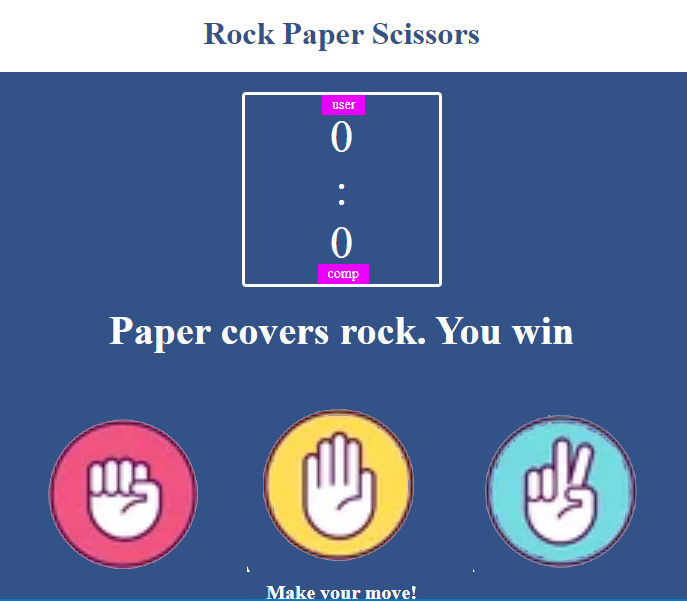 Rock Paper Scissors
user
0
:
0
comp
Paper covers rock. You win
Make your move!